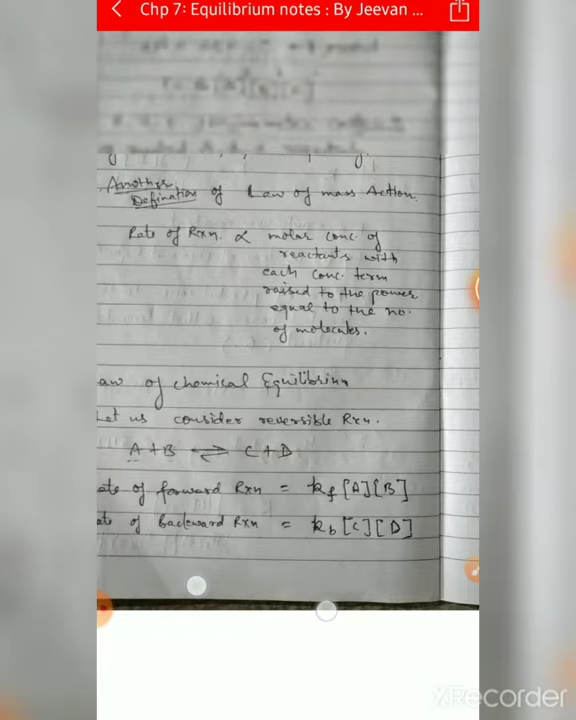 Chp 7: Equilibrium notes : By Jeevan ...
Another
Defination of Law of mass Action.
Rate of Rxn. ∝ molar conc. of
reactants with
each conc. term
raised to the power
equal to the no.
of molecules.
aw of chemical Equilibrium
Let us consider reversible Rxn.
A + B ⇌ C + D
ate of forward Rxn = kf [A][B]
ate of backward Rxn = kb [C][D]
XRecorder